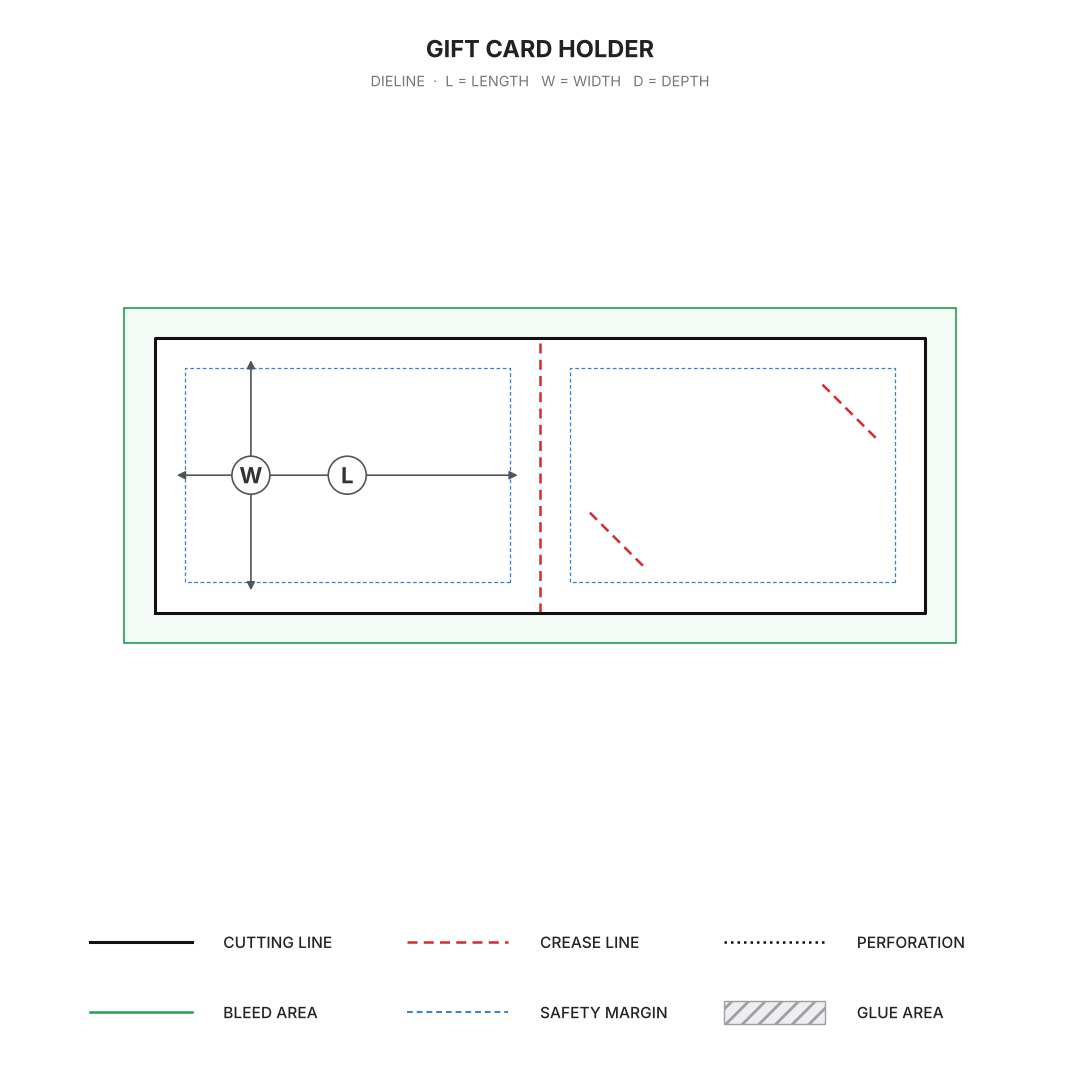 GIFT CARD HOLDER
DIELINE · L = LENGTH W = WIDTH D = DEPTH
W L
CUTTING LINE CREASE LINE PERFORATION
BLEED AREA SAFETY MARGIN GLUE AREA